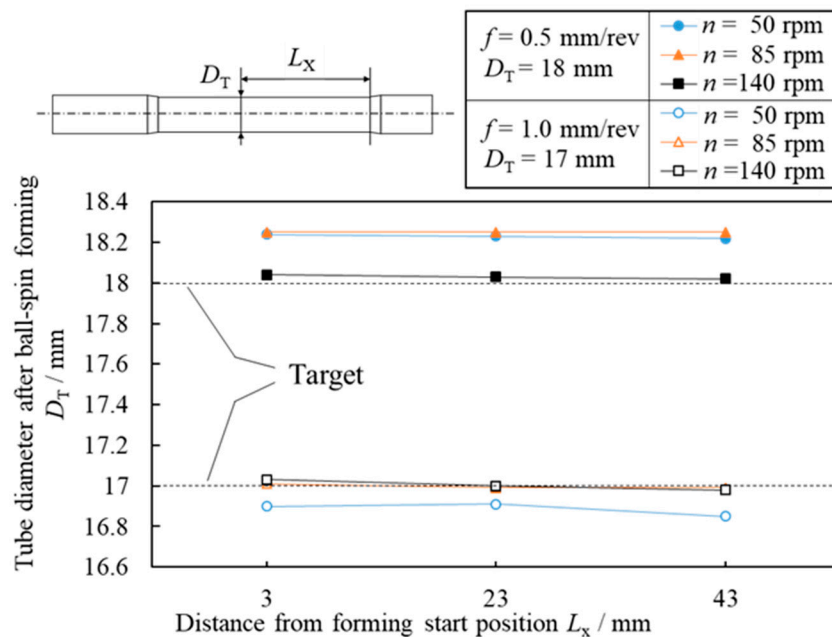 D_T
L_X
f = 0.5 mm/rev
D_T = 18 mm
n = 50 rpm
n = 85 rpm
n =140 rpm
f = 1.0 mm/rev
D_T = 17 mm
n = 50 rpm
n = 85 rpm
n =140 rpm
Tube diameter after ball-spin forming
D_T / mm
18.4
18.2
18
17.8
17.6
17.4
17.2
17
16.8
16.6
Target
3
23
43
Distance from forming start position L_x / mm